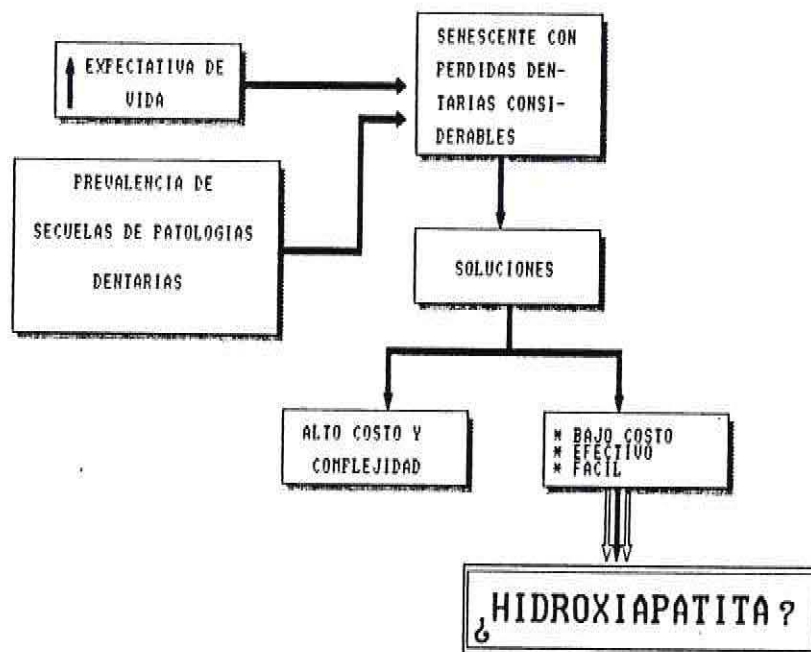 EXPECTATIVA DE
VIDA
SENESCENTE CON
PERDIDAS DEN-
TARIAS CONSI-
DERABLES
PREVALENCIA DE
SECUELAS DE PATOLOGIAS
DENTARIAS
SOLUCIONES
ALTO COSTO Y
COMPLEJIDAD
* BAJO COSTO
* EFECTIVO
* FACIL
¿HIDROXIAPATITA?